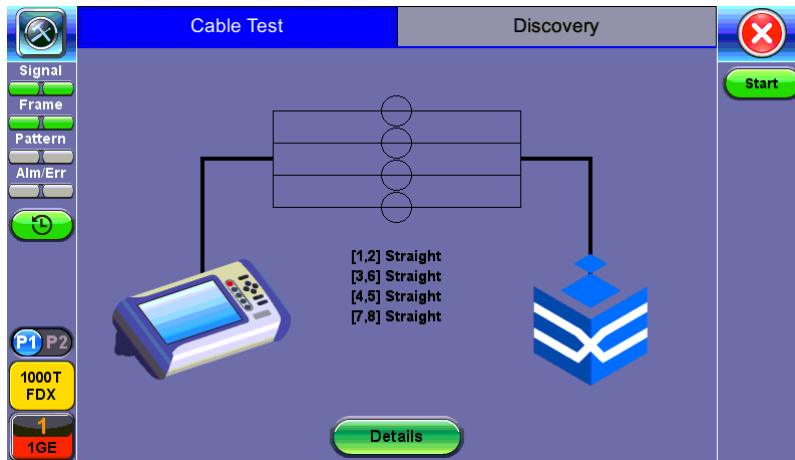 Cable Test
Discovery
Signal
Frame
Pattern
Alm/Err
Start
[1,2] Straight
[3,6] Straight
[4,5] Straight
[7,8] Straight
P1 P2
1000T
FDX
1
1GE
Details